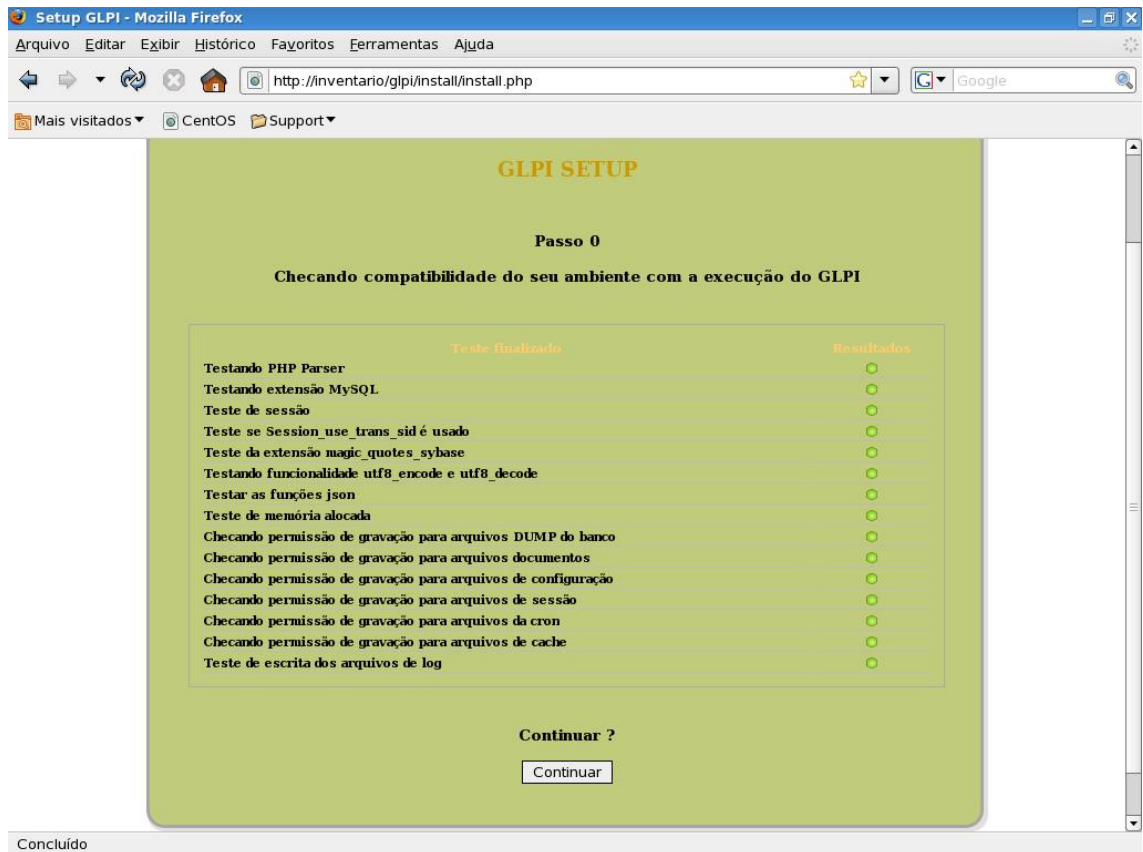 Setup GLPI - Mozilla Firefox
Arquivo Editar Exibir Histórico Favoritos Ferramentas Ajuda
http://inventario/glpi/install/install.php
G Google
Mais visitados CentOS Support
GLPI SETUP
Passo 0
Checando compatibilidade do seu ambiente com a execução do GLPI
Teste finalizado Resultados
Testando PHP Parser
Testando extensão MySQL
Teste de sessão
Teste se Session_use_trans_sid é usado
Teste da extensão magic_quotes_sybase
Testando funcionalidade utf8_encode e utf8_decode
Testar as funções json
Teste de memória alocada
Checando permissão de gravação para arquivos DUMP do banco
Checando permissão de gravação para arquivos documentos
Checando permissão de gravação para arquivos de configuração
Checando permissão de gravação para arquivos de sessão
Checando permissão de gravação para arquivos da cron
Checando permissão de gravação para arquivos de cache
Teste de escrita dos arquivos de log
Continuar ?
Continuar
Concluído